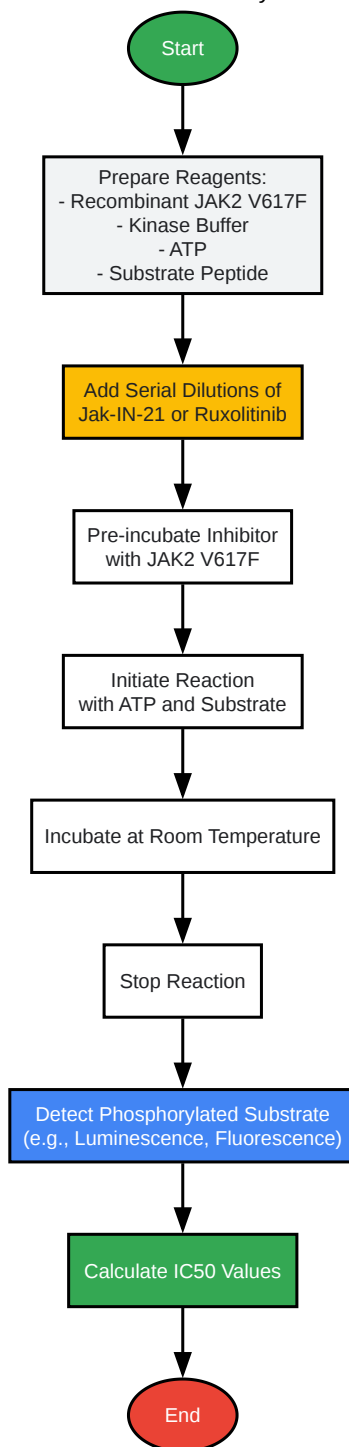 Start
Prepare Reagents:
- Recombinant JAK2 V617F
- Kinase Buffer
- ATP
- Substrate Peptide
Add Serial Dilutions of
Jak-IN-21 or Ruxolitinib
Pre-incubate Inhibitor
with JAK2 V617F
Initiate Reaction
with ATP and Substrate
Incubate at Room Temperature
Stop Reaction
Detect Phosphorylated Substrate
(e.g., Luminescence, Fluorescence)
Calculate IC50 Values
End